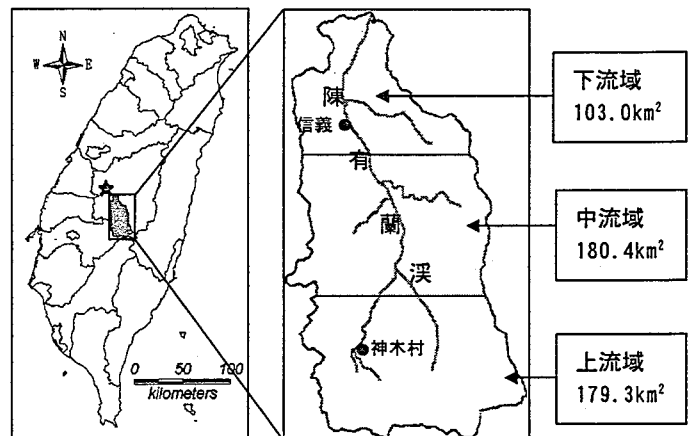 N
W E
S
0 50 100
kilometers
陳
信義
有
蘭
渓
神木村
下流域
103.0km²
中流域
180.4km²
上流域
179.3km²